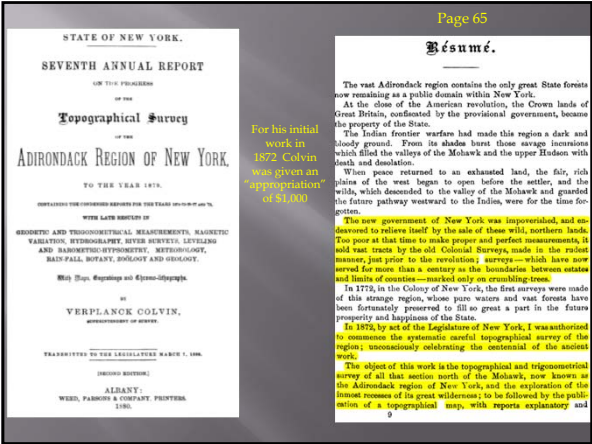 Page 65
STATE OF NEW YORK.
SEVENTH ANNUAL REPORT
ON THE PROGRESS
OF THE
Topographical Survey
OF THE
ADIRONDACK REGION OF NEW YORK,
TO THE YEAR 1879.
CONTAINING THE CONDENSED REPORTS FOR THE YEARS
WITH LATE RESULTS IN
GEODETIC AND TRIGONOMETRICAL MEASUREMENTS, MAGNETIC
VARIATION, HYDROGRAPHY, RIVER SURVEYS, LEVELING
AND BAROMETRIC-HYPSOMETRY, METEOROLOGY,
RAIN-FALL, BOTANY, ZOÖLOGY AND GEOLOGY.
With Maps, Engravings and Chromo-lithographs.
BY
VERPLANCK COLVIN,
SUPERINTENDENT OF SURVEY.
TRANSMITTED TO THE LEGISLATURE MARCH 7,
[SECOND EDITION.]
ALBANY:
WEED, PARSONS & COMPANY, PRINTERS.
1880.
For his initial
work in
1872 Colvin
was given an
"appropriation"
of $1,000
Résumé.
The vast Adirondack region contains the only great State forests
now remaining as a public domain within New York.
At the close of the American revolution, the Crown lands of
Great Britain, confiscated by the provisional government, became
the property of the State.
The Indian frontier warfare had made this region a dark and
bloody ground. From its shades burst those savage incursions
which filled the valleys of the Mohawk and the upper Hudson with
death and desolation.
When peace returned to an exhausted land, the fair, rich
plains of the west began to open before the settler, and the
wilds, which descended to the valley of the Mohawk and guarded
the future pathway westward to the Indies, were for the time for-
gotten.
The new government of New York was impoverished, and en-
deavored to relieve itself by the sale of these wild, northern lands.
Too poor at that time to make proper and perfect measurements, it
sold vast tracts by the old Colonial Surveys, made in the rudest
manner, just prior to the revolution; surveys—which have now
served for more than a century as the boundaries between estates
and limits of counties—marked only on crumbling trees.
In 1772, in the Colony of New York, the first surveys were made
of this strange region, whose pure waters and vast forests have
been fortunately preserved to fill so great a part in the future
prosperity and happiness of the State.
In 1872, by act of the Legislature of New York, I was authorized
to commence the systematic careful topographical survey of the
region; unconsciously celebrating the centennial of the ancient
work.
The object of this work is the topographical and trigonometrical
survey of all that section north of the Mohawk, now known as
the Adirondack Region of New York, and the exploration of the
inmost recesses of its great wilderness; to be followed by the publi-
cation of a topographical map, with reports explanatory and
9